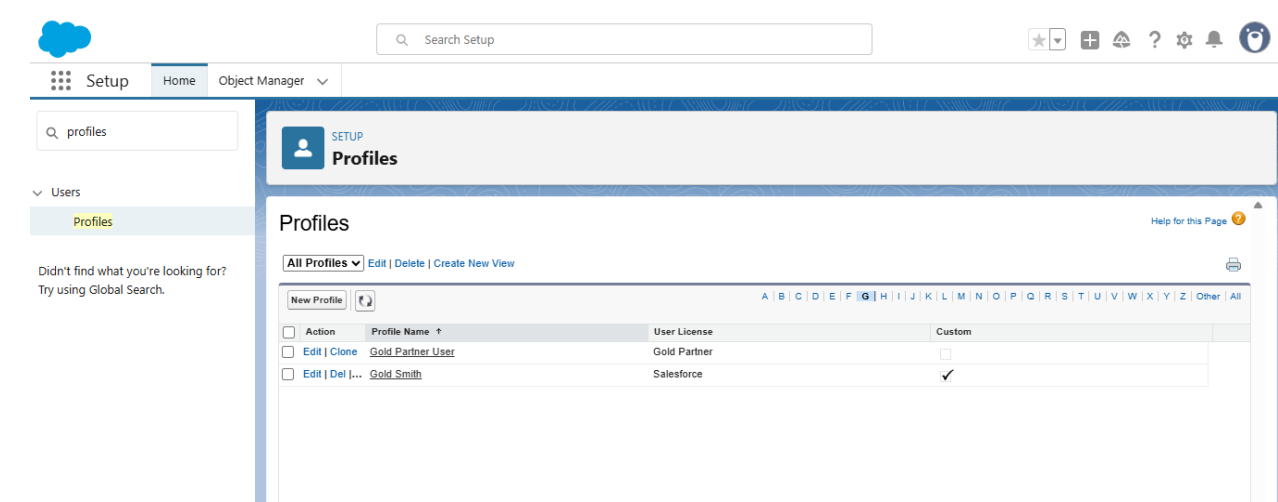 Search Setup
Setup Home Object Manager
profiles
Users
Profiles
Didn't find what you're looking for?
Try using Global Search.
SETUP
Profiles
Profiles
Help for this Page
All Profiles Edit | Delete | Create New View
New Profile A | B | C | D | E | F | G | H | I | J | K | L | M | N | O | P | Q | R | S | T | U | V | W | X | Y | Z | Other | All
Action Profile Name ↑ User License Custom
Edit | Clone Gold Partner User Gold Partner
Edit | Del |... Gold Smith Salesforce